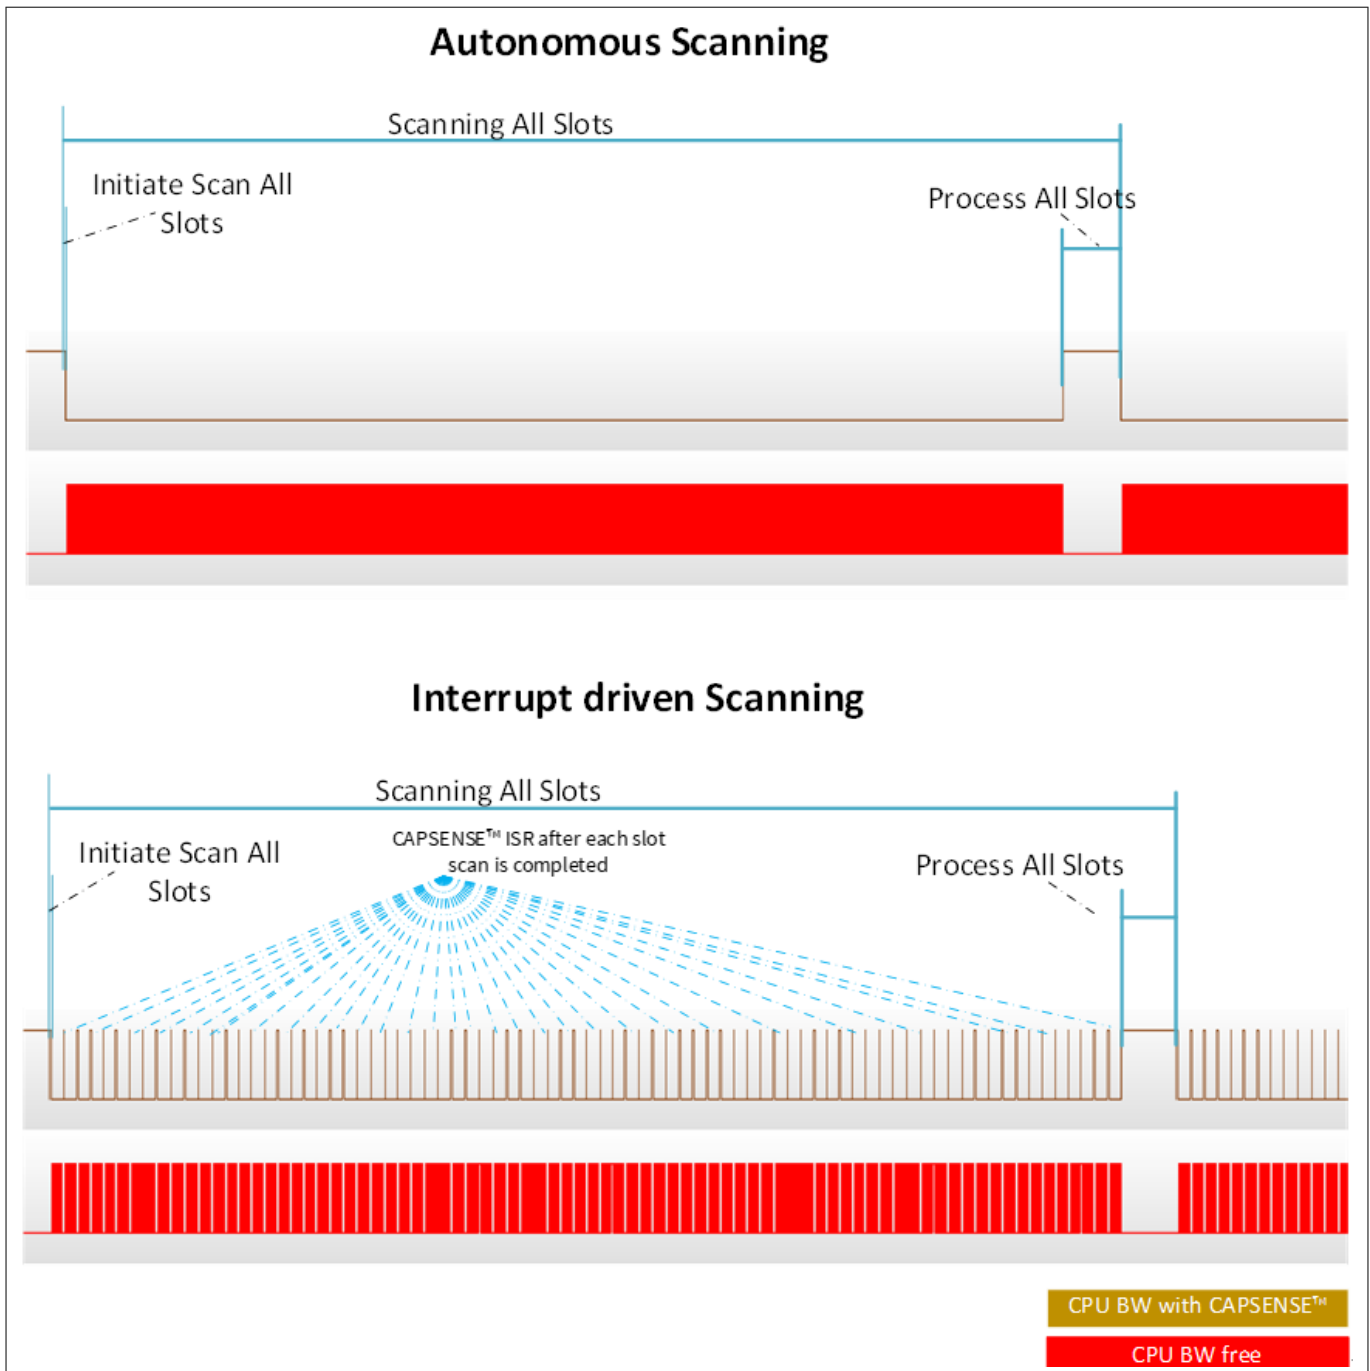 Autonomous Scanning
Scanning All Slots
Initiate Scan All
Slots
Process All Slots
Interrupt driven Scanning
Scanning All Slots
CAPSENSE™ ISR after each slot
scan is completed
Initiate Scan All
Slots
Process All Slots
CPU BW with CAPSENSE™
CPU BW free